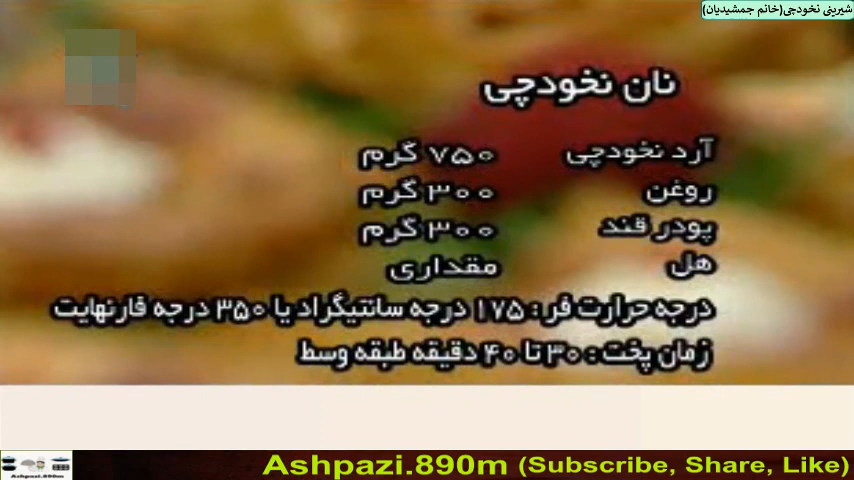 شیرینی نخودچی(خانم جمشیدیان)
نان نخودچی
آرد نخودچی ۷۵۰ گرم
روغن ۳۰۰ گرم
پودر قند ۳۰۰ گرم
هل مقداری
درجه حرارت فر: ۱۷۵ درجه سانتیگراد یا ۳۵۰ درجه فارنهایت
زمان پخت: ۳۰ تا ۴۰ دقیقه طبقه وسط
Ashpazi.890m (Subscribe, Share, Like)
Ashpazi.890m